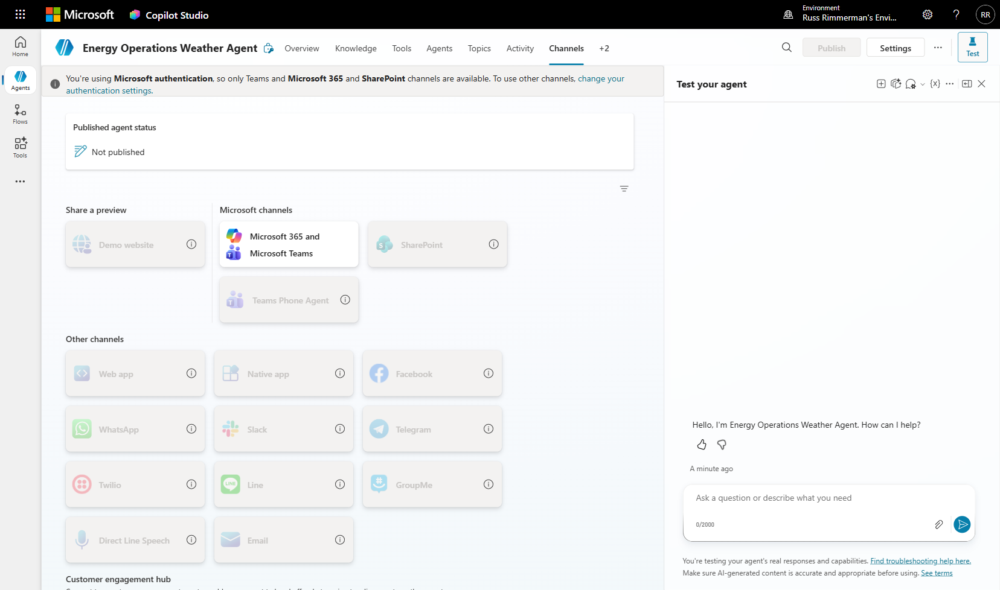 Microsoft
Copilot Studio
Environment
Russ Rimmerman's Envi...
RR
Home
Agents
Flows
Tools
Energy Operations Weather Agent
Overview
Knowledge
Tools
Agents
Topics
Activity
Channels
+2
Publish
Settings
Test
You're using Microsoft authentication, so only Teams and Microsoft 365 and SharePoint channels are available. To use other channels, change your
authentication settings.
Published agent status
Not published
Share a preview
Microsoft channels
Demo website
Microsoft 365 and
Microsoft Teams
SharePoint
Teams Phone Agent
Other channels
Web app
Native app
Facebook
WhatsApp
Slack
Telegram
Twilio
LINE
Line
GroupMe
Direct Line Speech
Email
Customer engagement hub
Test your agent
{x}
Hello, I'm Energy Operations Weather Agent. How can I help?
A minute ago
Ask a question or describe what you need
0/2000
You're testing your agent's real responses and capabilities. Find troubleshooting help here.
Make sure AI-generated content is accurate and appropriate before using. See terms